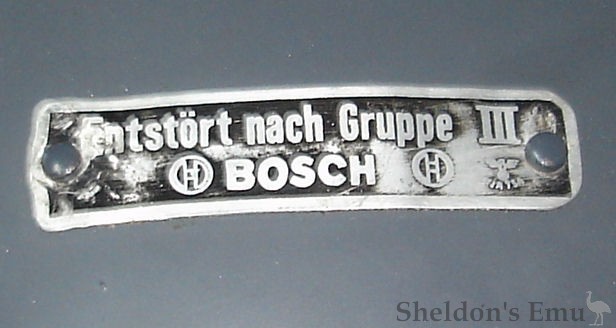 Entstört nach Gruppe III
BOSCH
Sheldon's Emu